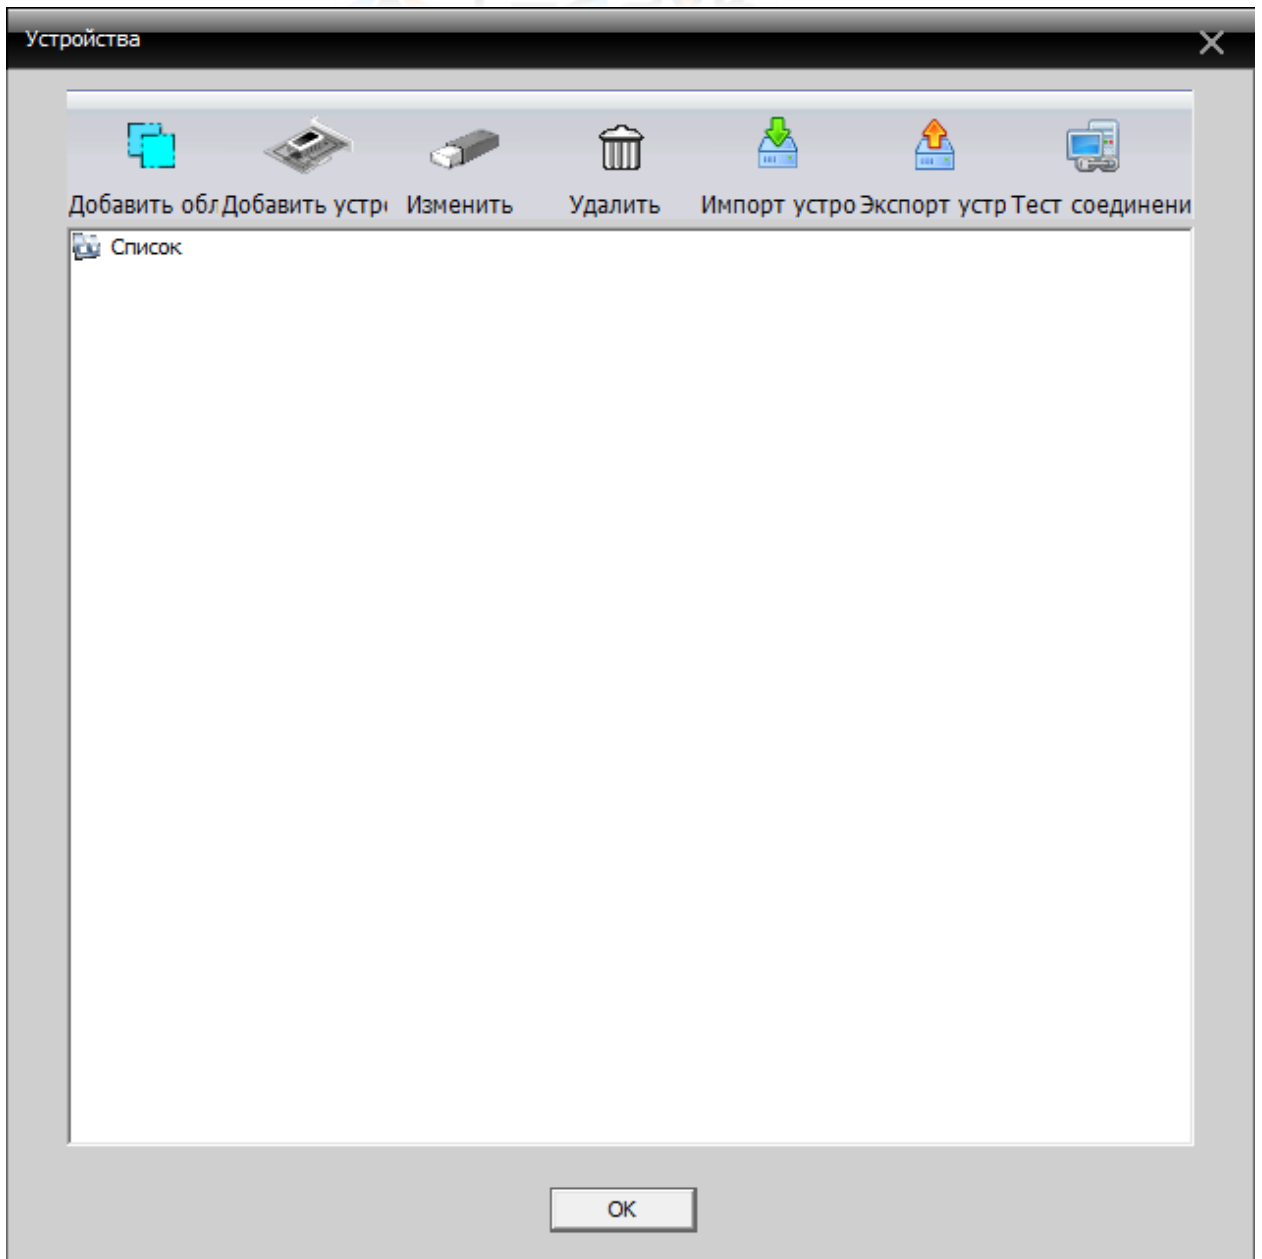 Устройства
Добавить обл Добавить устр Изменить Удалить Импорт устро Экспорт устр Тест соединени
Список
OK